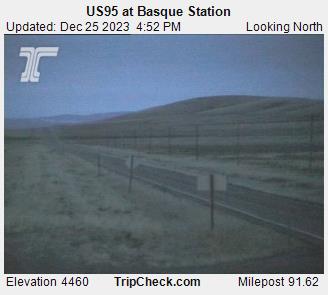 US95 at Basque Station
Updated: Dec 25 2023 4:52 PM Looking North
Elevation 4460 TripCheck.com Milepost 91.62